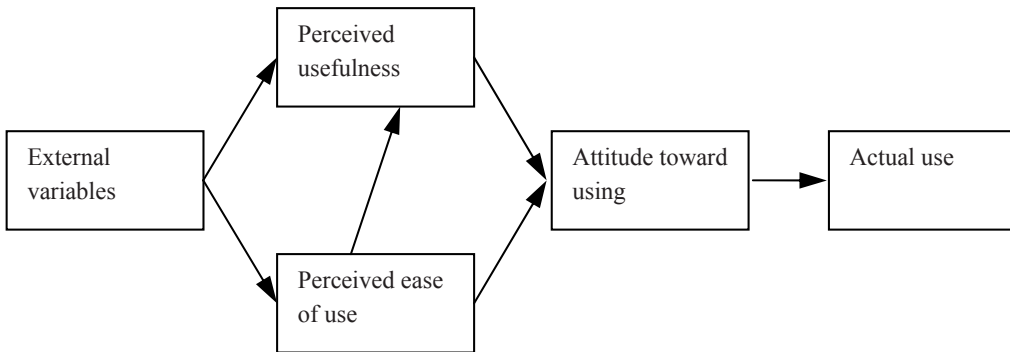 Perceived
usefulness
External
variables
Attitude toward
using
Actual use
Perceived ease
of use